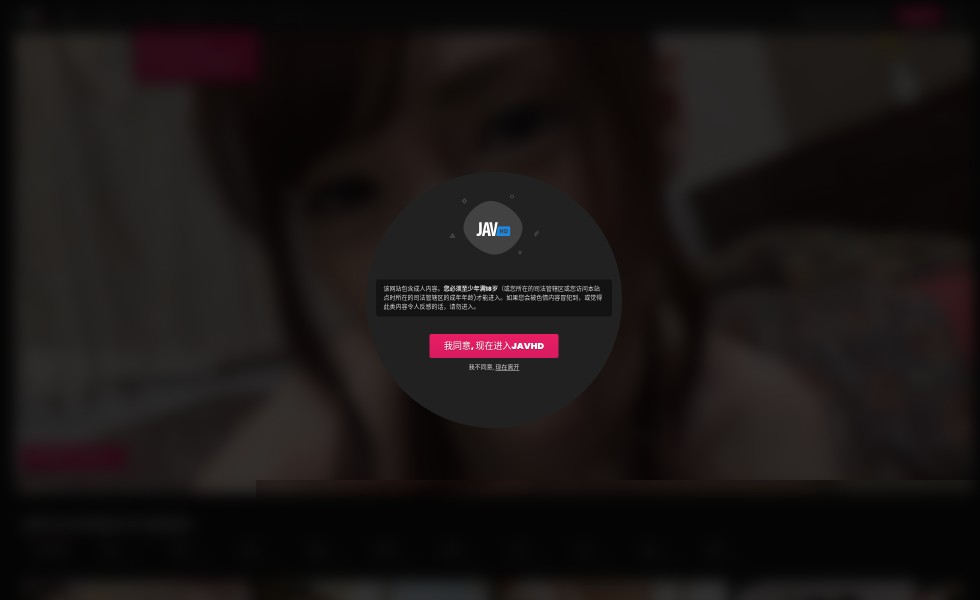 JAV HD
该网站包含成人内容。您必须至少年满18岁（或您所在的司法管辖区或您访问本站
点时所在的司法管辖区的成年年龄)才能进入。如果您会被色情内容冒犯到，或觉得
此类内容令人反感的话，请勿进入。
我同意, 现在进入JAVHD
我不同意, 现在离开